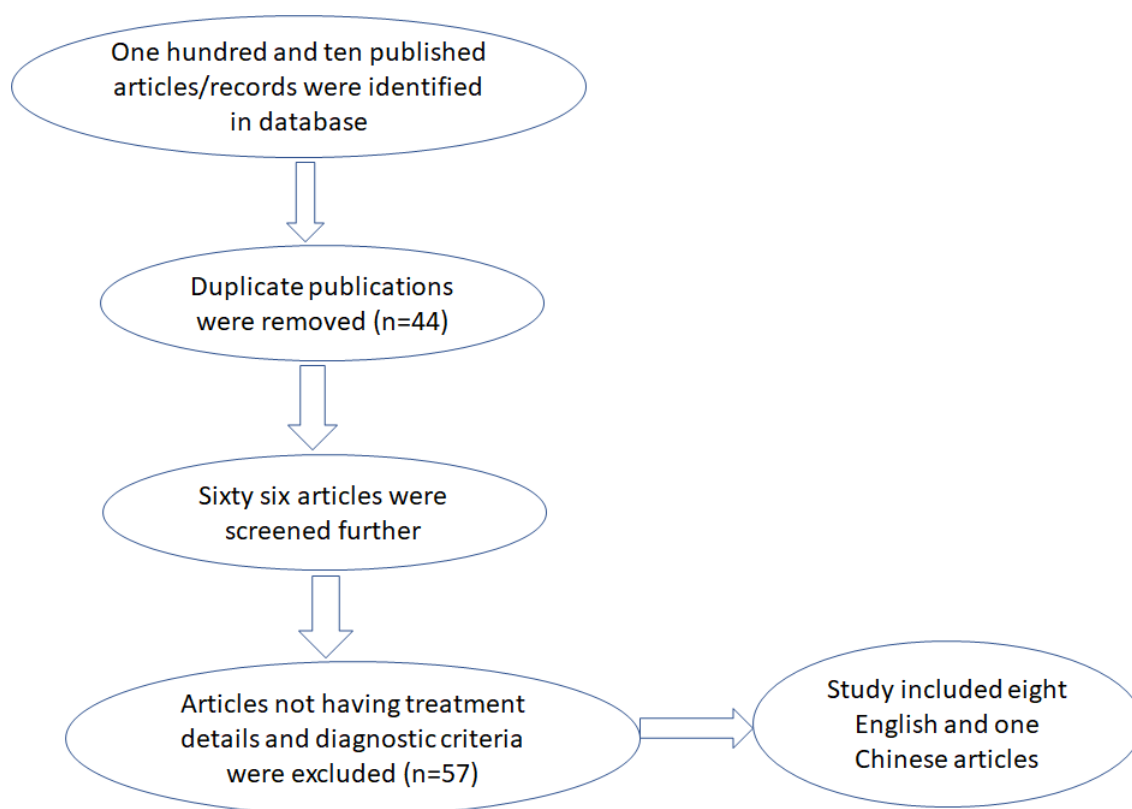 One hundred and ten published
articles/records were identified
in database
Duplicate publications
were removed (n=44)
Sixty six articles were
screened further
Articles not having treatment
details and diagnostic criteria
were excluded (n=57)
Study included eight
English and one
Chinese articles